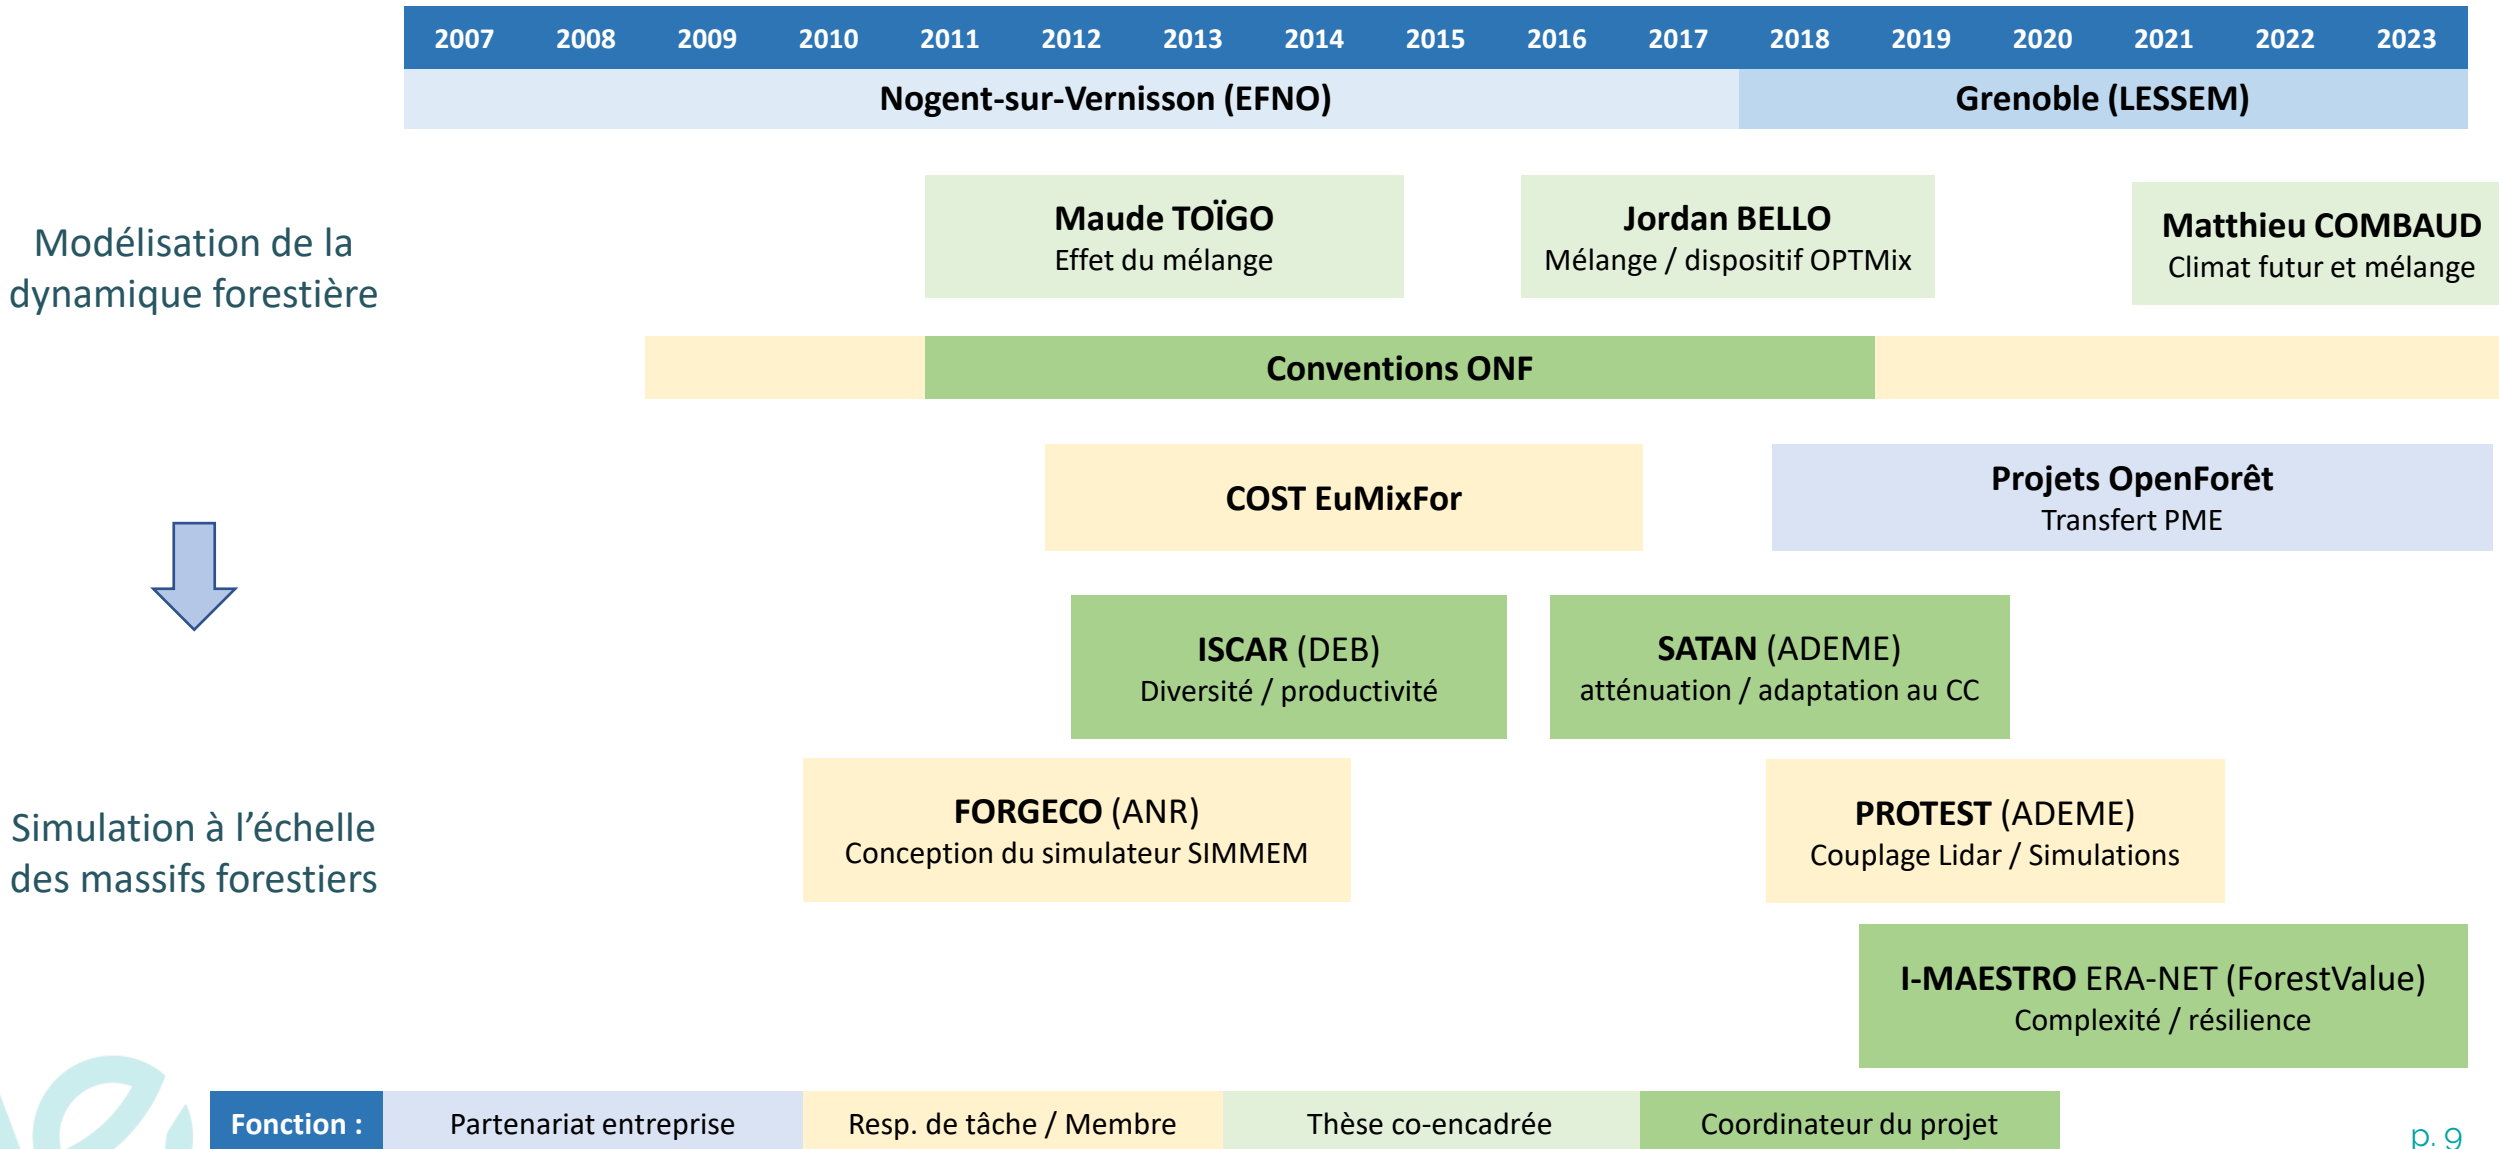 2007 2008 2009 2010 2011 2012 2013 2014 2015 2016 2017 2018 2019 2020 2021 2022 2023
Nogent-sur-Vernisson (EFNO) Grenoble (LESSEM)
Modélisation de la
dynamique forestière
Maude TOÏGO
Effet du mélange
Jordan BELLO
Mélange / dispositif OPTMix
Matthieu COMBAUD
Climat futur et mélange
Conventions ONF
COST EuMixFor
Projets OpenForêt
Transfert PME
ISCAR (DEB)
Diversité / productivité
SATAN (ADEME)
atténuation / adaptation au CC
Simulation à l'échelle
des massifs forestiers
FORGECO (ANR)
Conception du simulateur SIMMEM
PROTEST (ADEME)
Couplage Lidar / Simulations
I-MAESTRO ERA-NET (ForestValue)
Complexité / résilience
Fonction : Partenariat entreprise Resp. de tâche / Membre Thèse co-encadrée Coordinateur du projet
p. 9